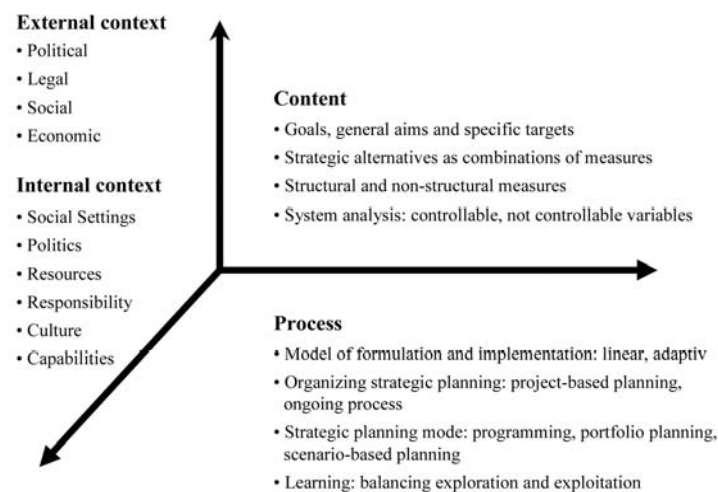 External context
• Political
• Legal
• Social
• Economic
Internal context
• Social Settings
• Politics
• Resources
• Responsibility
• Culture
• Capabilities
Content
• Goals, general aims and specific targets
• Strategic alternatives as combinations of measures
• Structural and non-structural measures
• System analysis: controllable, not controllable variables
Process
• Model of formulation and implementation: linear, adaptiv
• Organizing strategic planning: project-based planning,
ongoing process
• Strategic planning mode: programming, portfolio planning,
scenario-based planning
• Learning: balancing exploration and exploitation